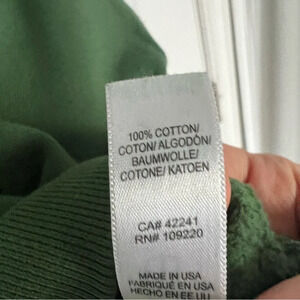 100% COTTON/
COTON/ ALGODÓN/
BAUMWOLLE/
COTONE/ KATOEN
CA# 42241
RN# 109220
MADE IN USA
FABRIQUÉ EN USA
HECHO EN EE UU